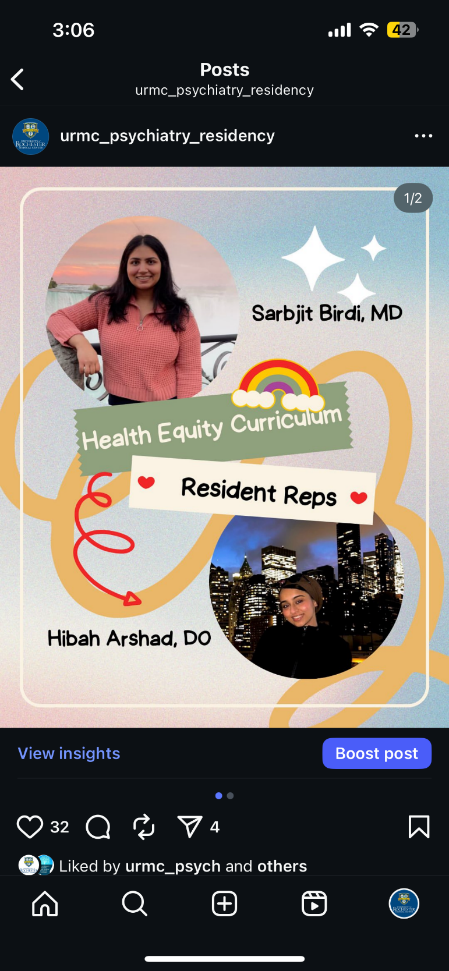 3:06
42
Posts
urmc_psychiatry_residency
urmc_psychiatry_residency
1/2
Sarbjit Birdi, MD
Health Equity Curriculum
Resident Reps
Hibah Arshad, DO
View insights
Boost post
32
4
Liked by urmc_psych and others